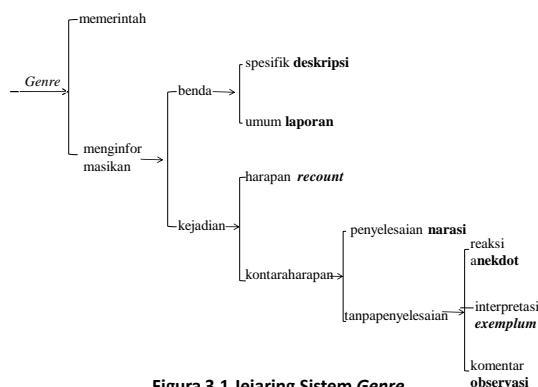 memerintah
Genre
spesifik deskripsi
benda
umum laporan
menginfor
masikan
harapan recount
kejadian
penyelesaian narasi
reaksi
anekdot
kontaraharapan
interpretasi
tanpapenyelesaian
exemplum
komentar
observasi
Figura 3.1 Jejaring Sistem Genre